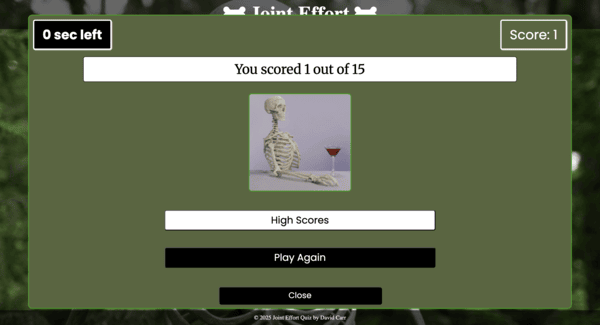 Joint Effort
0 sec left
Score: 1
You scored 1 out of 15
High Scores
Play Again
Close
© 2025 Joint Effort Quiz by David Carr